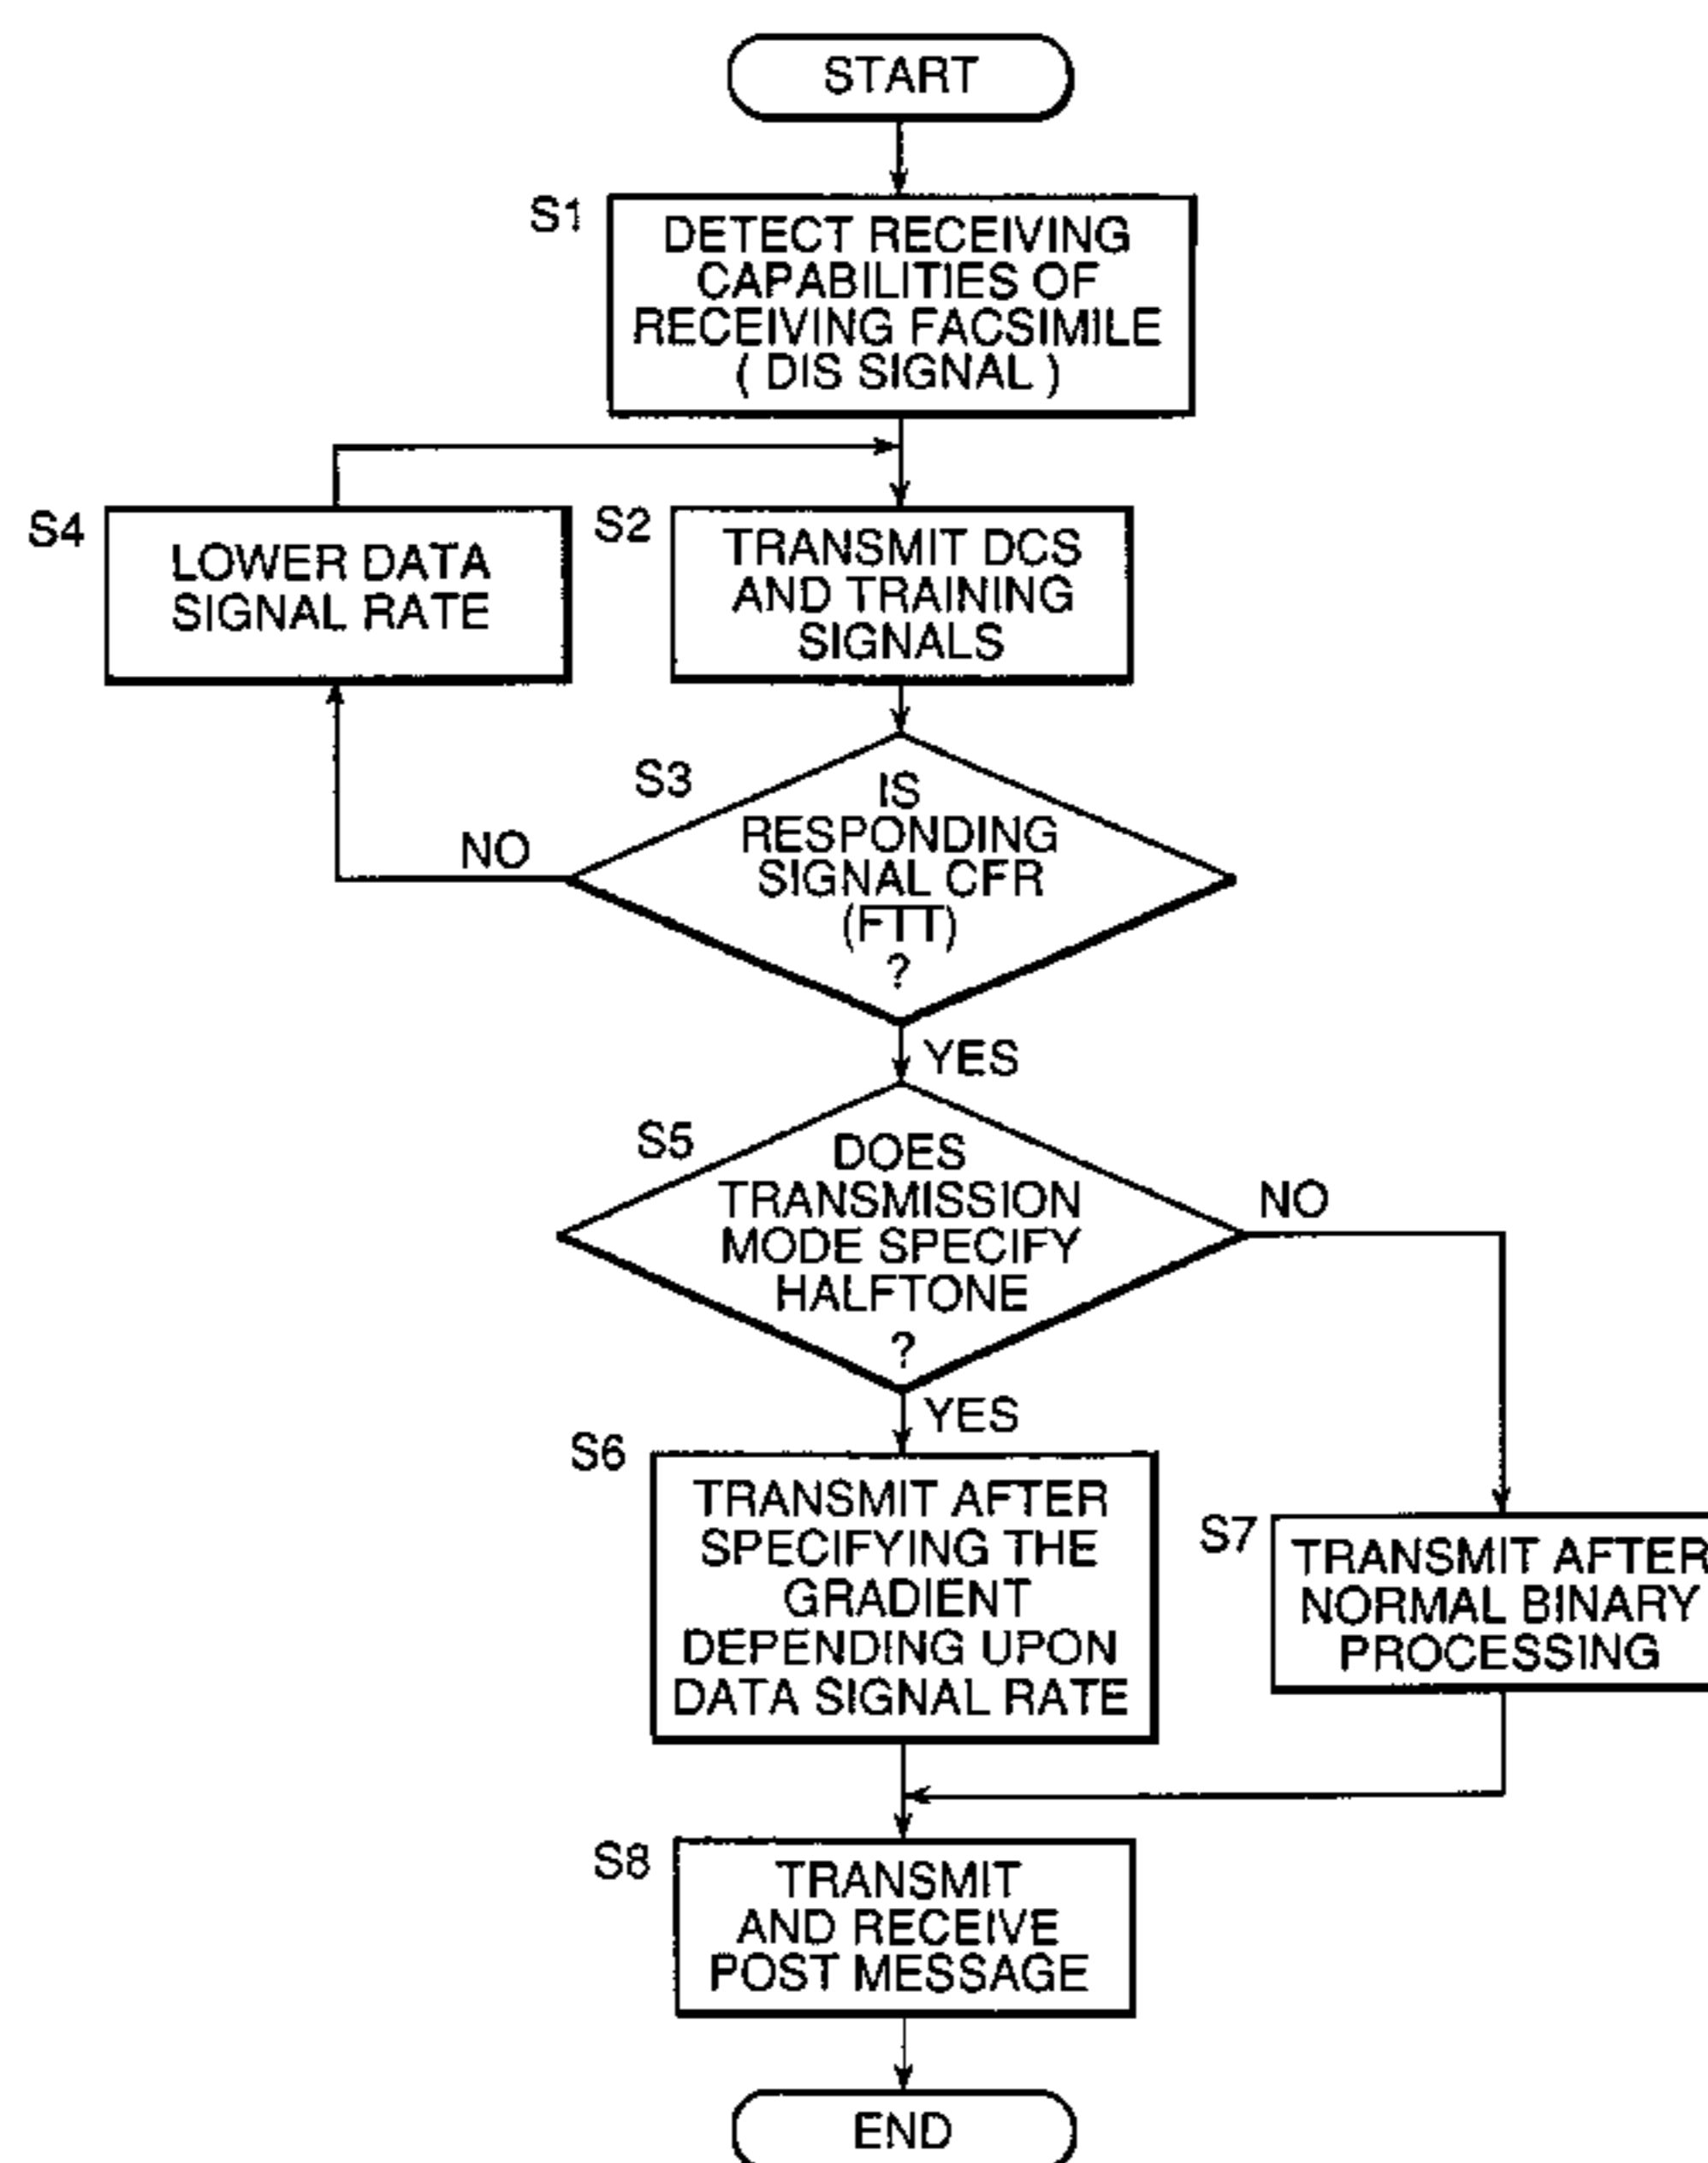 START
S1
DETECT RECEIVING
CAPABILITIES OF
RECEIVING FACSIMILE
( DIS SIGNAL )
S4
LOWER DATA
SIGNAL RATE
S2
TRANSMIT DCS
AND TRAINING
SIGNALS
S3
IS
RESPONDING
SIGNAL CFR
(F̅T̅T̅)
?
NO
YES
S5
DOES
TRANSMISSION
MODE SPECIFY
HALFTONE
?
NO
YES
S6
TRANSMIT AFTER
SPECIFYING THE
GRADIENT
DEPENDING UPON
DATA SIGNAL RATE
S7
TRANSMIT AFTER
NORMAL BINARY
PROCESSING
S8
TRANSMIT
AND RECEIVE
POST MESSAGE
END